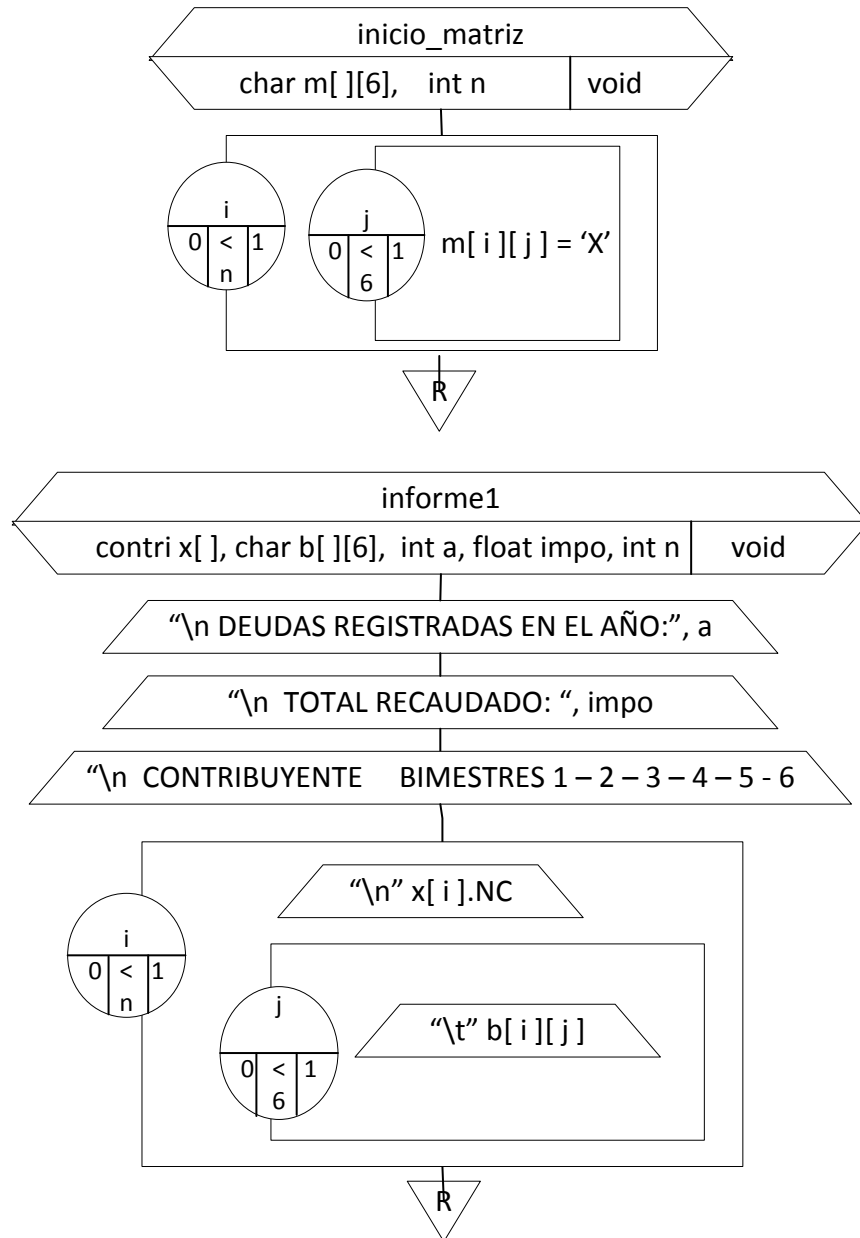 inicio_matriz
char m[ ][6], int n void
i
0 < 1
n
j
0 < 1
6
m[ i ][ j ] = ‘X’
R
informe1
contri x[ ], char b[ ][6], int a, float impo, int n void
“\n DEUDAS REGISTRADAS EN EL AÑO:”, a
“\n TOTAL RECAUDADO: “, impo
“\n CONTRIBUYENTE BIMESTRES 1 – 2 – 3 – 4 – 5 - 6
“\n” x[ i ].NC
i
0 < 1
n
j
0 < 1
6
“\t” b[ i ][ j ]
R